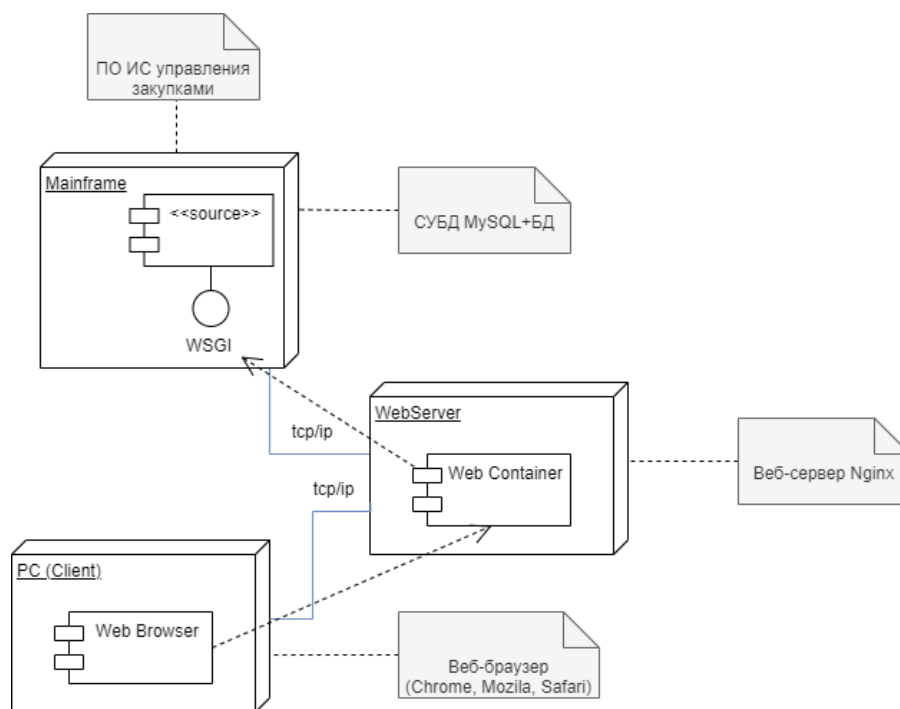 ПО ИС управления
закупками
Mainframe
<<source>>
СУБД MySQL+БД
WSGI
WebServer
tcp/ip
Web Container
Веб-сервер Nginx
tcp/ip
PC (Client)
Web Browser
Веб-браузер
(Chrome, Mozila, Safari)